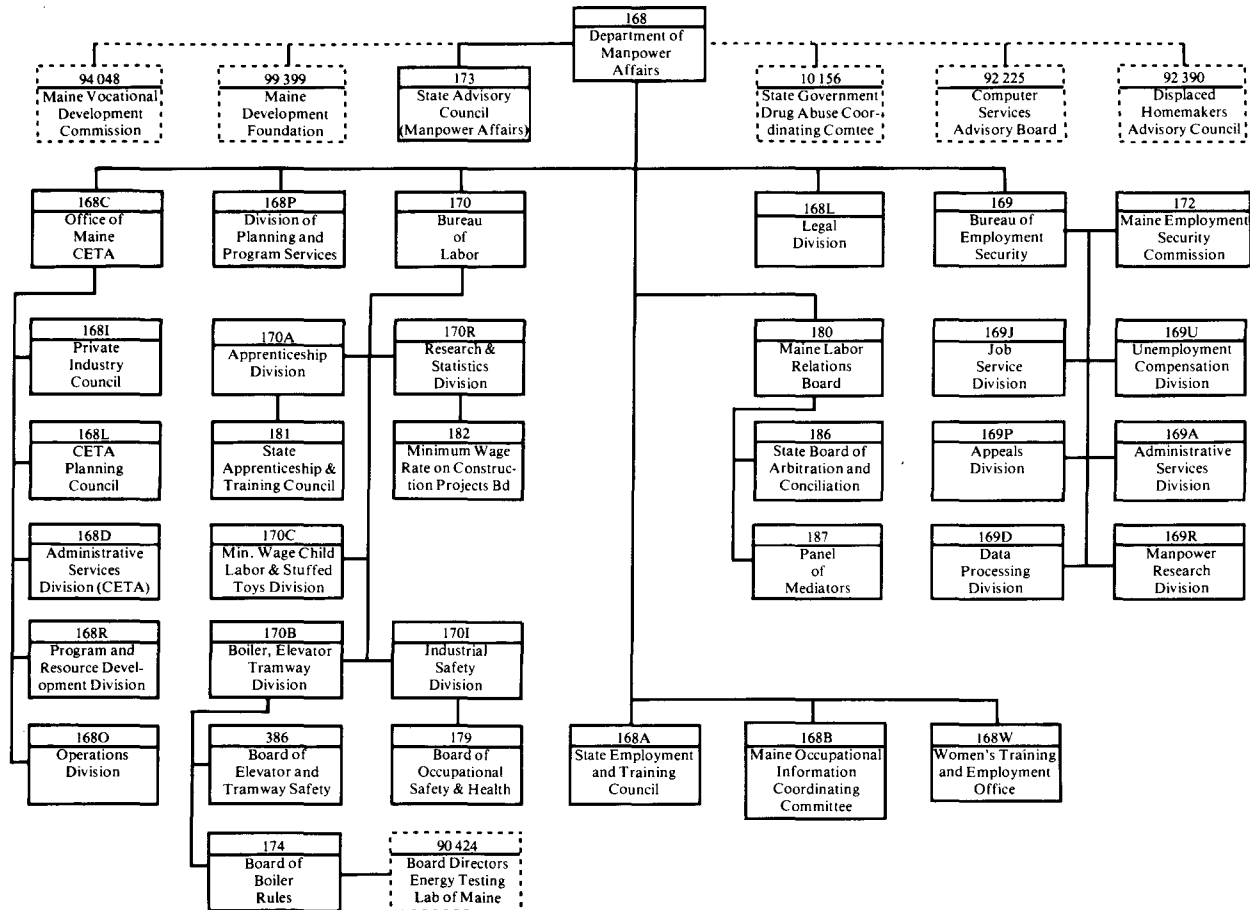 168
Department of
Manpower
Affairs
94 048
Maine Vocational
Development
Commission
99 399
Maine
Development
Foundation
173
State Advisory
Council
(Manpower Affairs)
10 156
State Government
Drug Abuse Coor-
dinating Comtee
92 225
Computer
Services
Advisory Board
92 390
Displaced
Homemakers
Advisory Council
168C
Office of
Maine
CETA
168P
Division of
Planning and
Program Services
170
Bureau
of
Labor
168L
Legal
Division
169
Bureau of
Employment
Security
172
Maine Employment
Security
Commission
168I
Private
Industry
Council
170A
Apprenticeship
Division
170R
Research &
Statistics
Division
180
Maine Labor
Relations
Board
169J
Job
Service
Division
169U
Unemployment
Compensation
Division
168L
CETA
Planning
Council
181
State
Apprenticeship &
Training Council
182
Minimum Wage
Rate on Construc-
tion Projects Bd
186
State Board of
Arbitration and
Conciliation
169P
Appeals
Division
169A
Administrative
Services
Division
168D
Administrative
Services
Division (CETA)
170C
Min. Wage Child
Labor & Stuffed
Toys Division
187
Panel
of
Mediators
169D
Data
Processing
Division
169R
Manpower
Research
Division
168R
Program and
Resource Devel-
opment Division
170B
Boiler, Elevator
Tramway
Division
170I
Industrial
Safety
Division
168O
Operations
Division
386
Board of
Elevator and
Tramway Safety
179
Board of
Occupational
Safety & Health
168A
State Employment
and Training
Council
168B
Maine Occupational
Information
Coordinating
Committee
168W
Women's Training
and Employment
Office
174
Board of
Boiler
Rules
90 424
Board Directors
Energy Testing
Lab of Maine